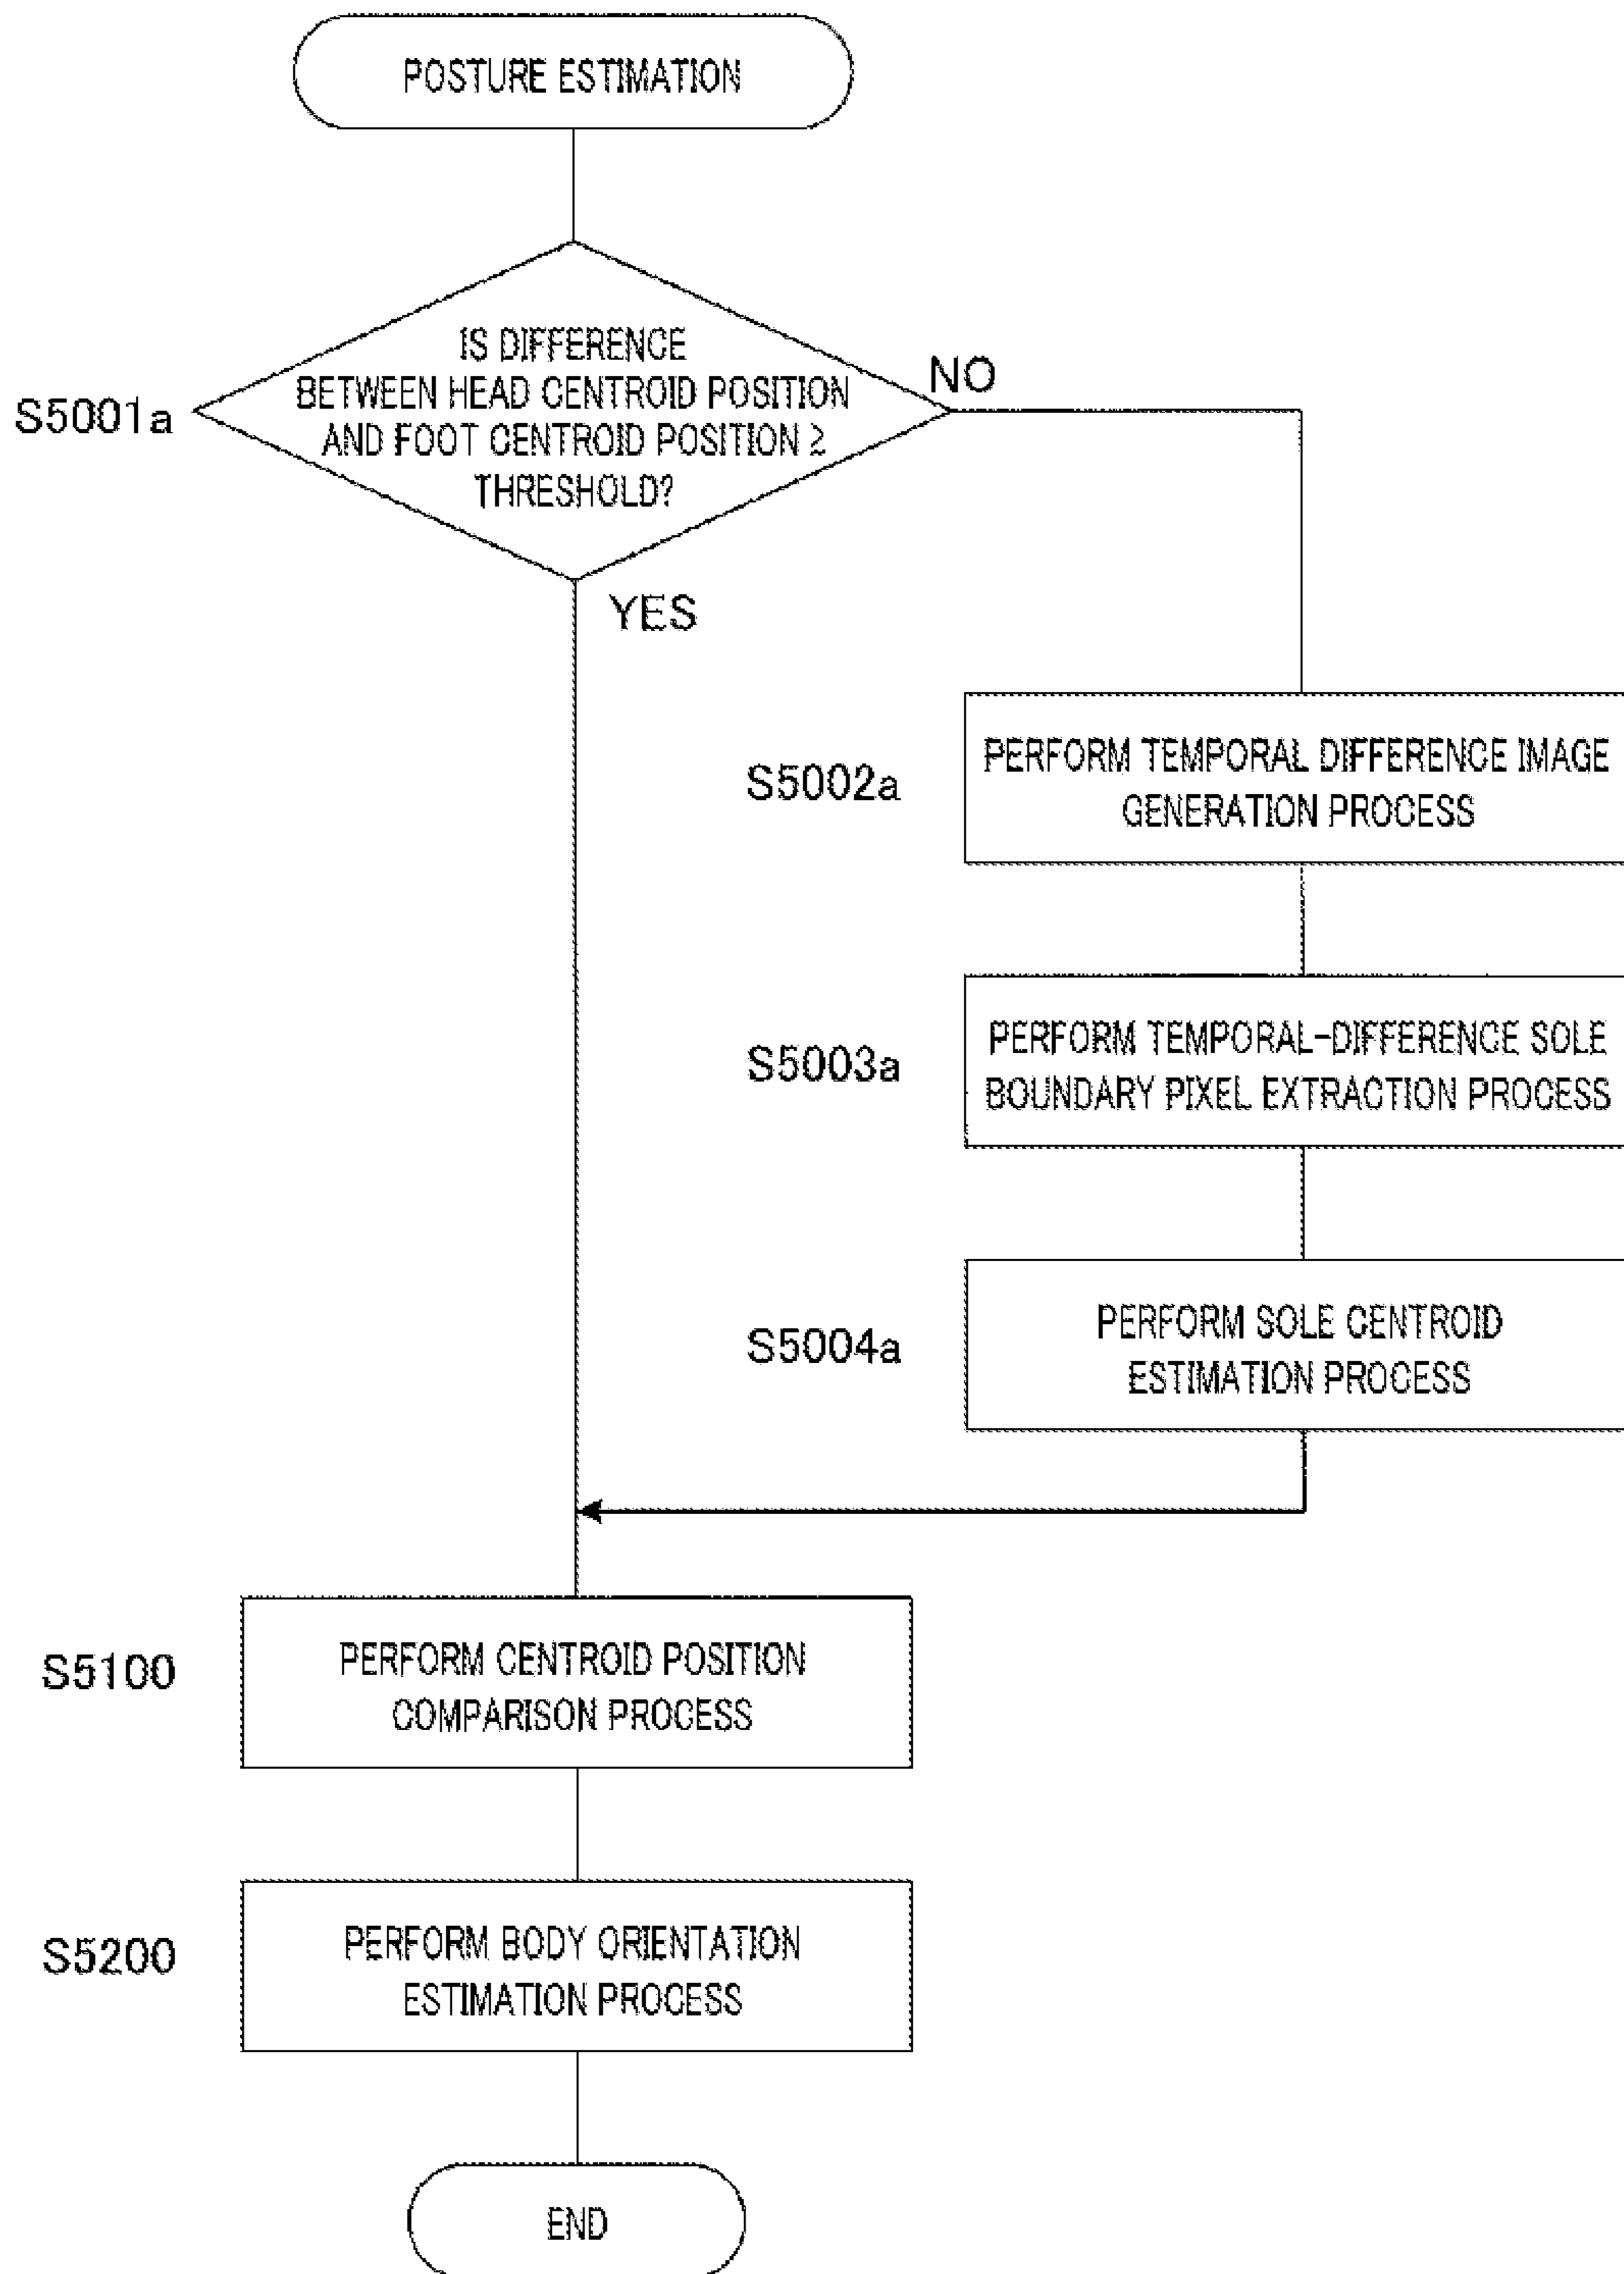 POSTURE ESTIMATION
IS DIFFERENCE
BETWEEN HEAD CENTROID POSITION
AND FOOT CENTROID POSITION ≥
THRESHOLD?
S5001a
NO
YES
S5002a
PERFORM TEMPORAL DIFFERENCE IMAGE
GENERATION PROCESS
S5003a
PERFORM TEMPORAL-DIFFERENCE SOLE
BOUNDARY PIXEL EXTRACTION PROCESS
S5004a
PERFORM SOLE CENTROID
ESTIMATION PROCESS
S5100
PERFORM CENTROID POSITION
COMPARISON PROCESS
S5200
PERFORM BODY ORIENTATION
ESTIMATION PROCESS
END